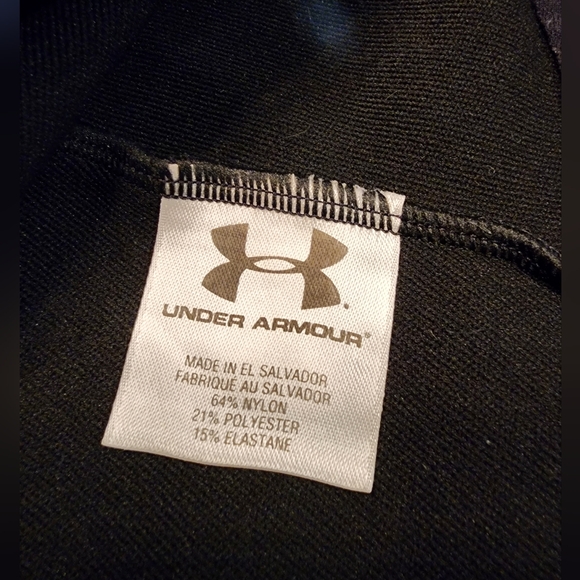 UNDER ARMOUR®
MADE IN EL SALVADOR
FABRIQUÉ AU SALVADOR
64% NYLON
21% POLYESTER
15% ELASTANE